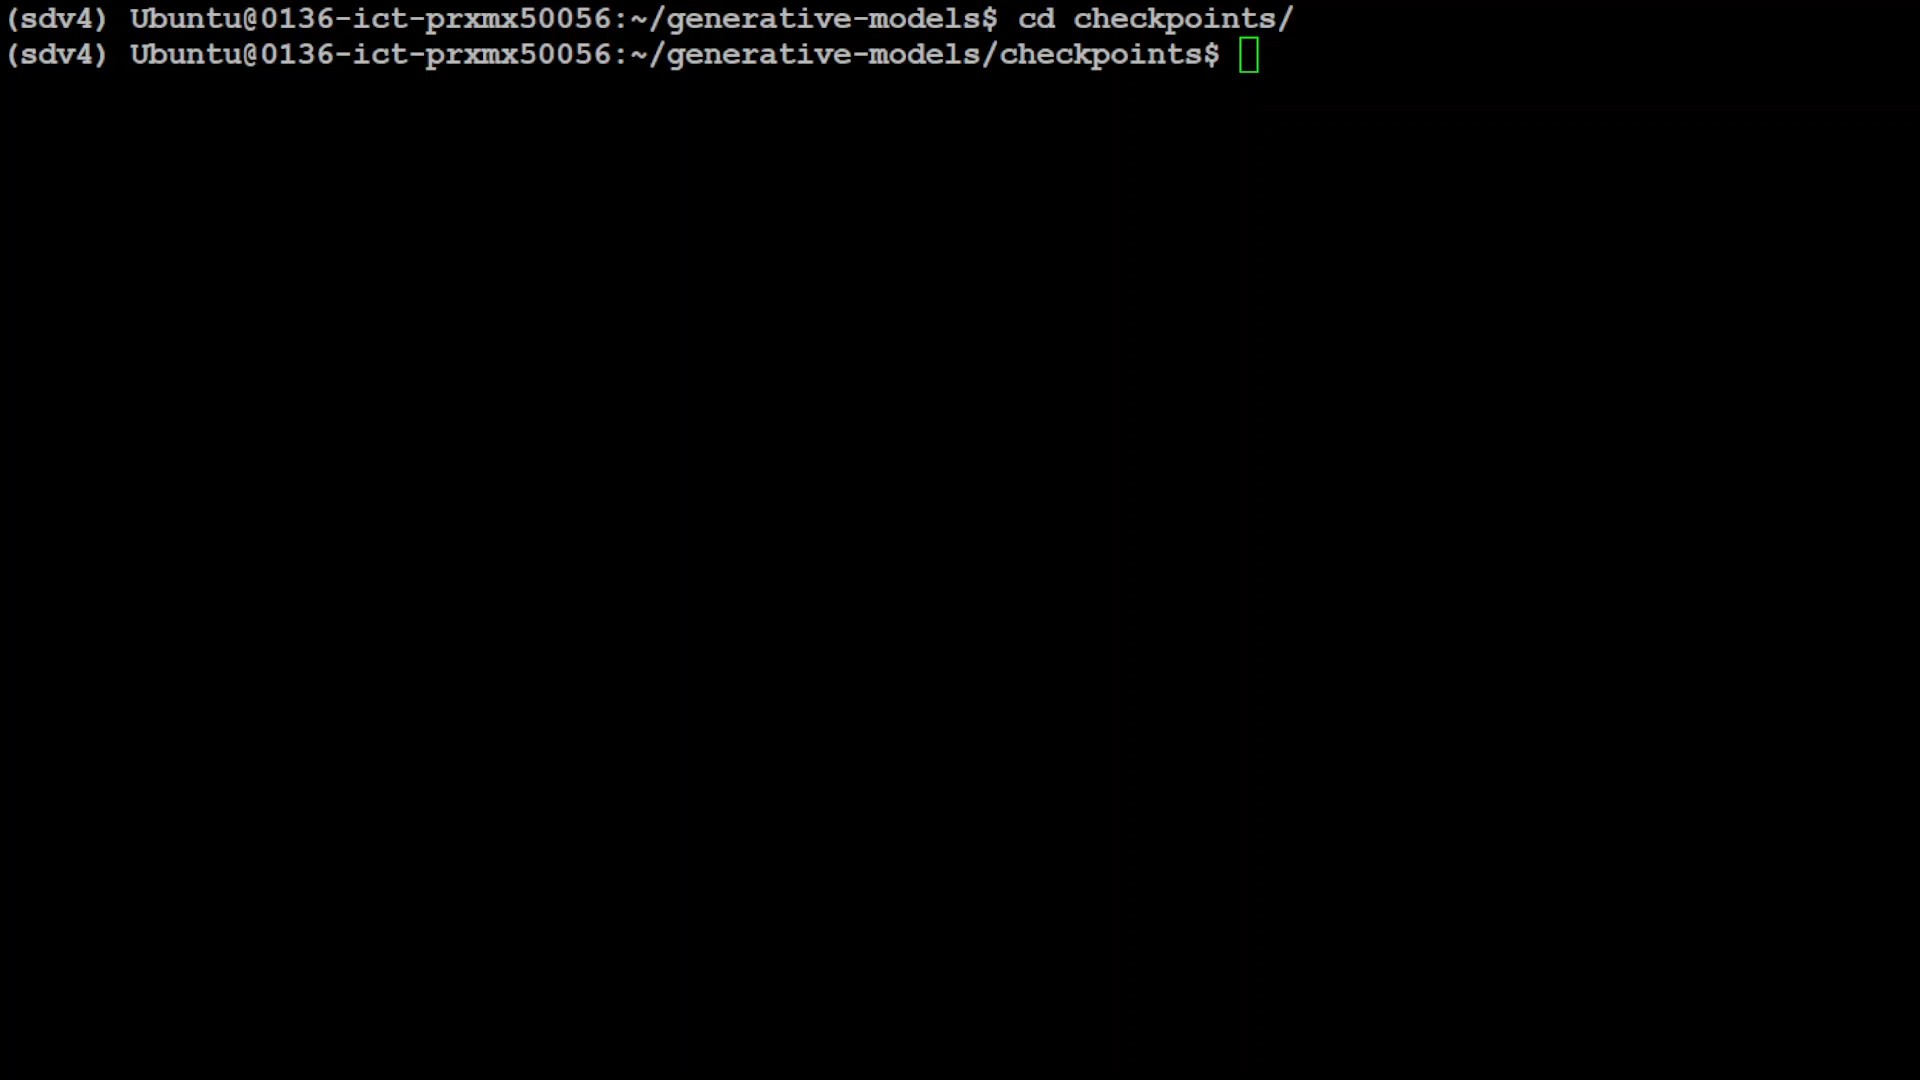 (sdv4) Ubuntu@0136-ict-prxmx50056:~/generative-models$ cd checkpoints/
(sdv4) Ubuntu@0136-ict-prxmx50056:~/generative-models/checkpoints$